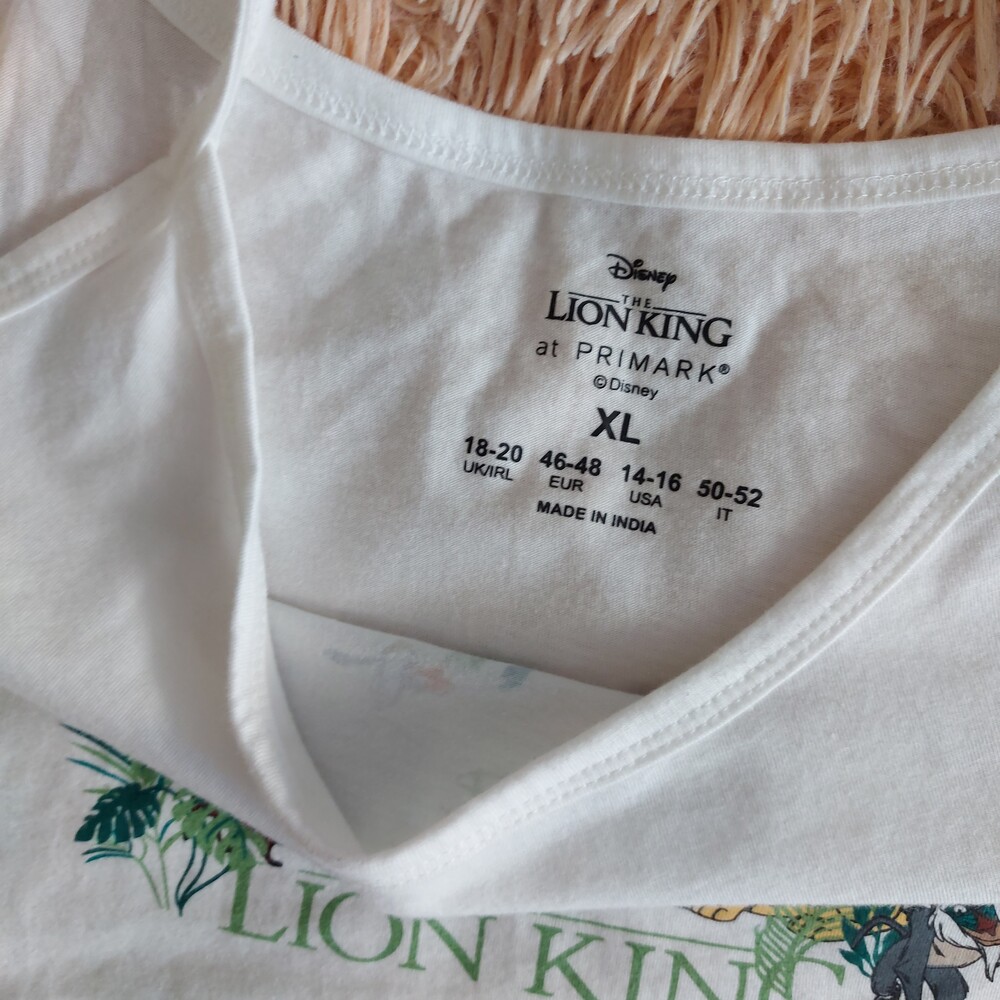 Disney
THE
LION KING
at PRIMARK®
©Disney
XL
18-20 46-48 14-16 50-52
UK/IRL EUR USA IT
MADE IN INDIA
LION KING